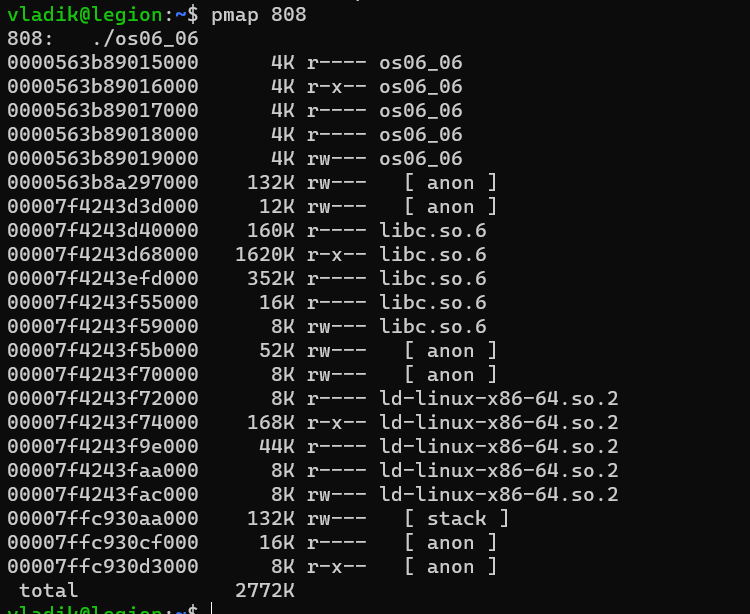 vladik@legion:~$ pmap 808
808:   ./os06_06
0000563b89015000      4K r---- os06_06
0000563b89016000      4K r-x-- os06_06
0000563b89017000      4K r---- os06_06
0000563b89018000      4K r---- os06_06
0000563b89019000      4K rw--- os06_06
0000563b8a297000    132K rw---   [ anon ]
00007f4243d3d000     12K rw---   [ anon ]
00007f4243d40000    160K r---- libc.so.6
00007f4243d68000   1620K r-x-- libc.so.6
00007f4243efd000    352K r---- libc.so.6
00007f4243f55000     16K r---- libc.so.6
00007f4243f59000      8K rw--- libc.so.6
00007f4243f5b000     52K rw---   [ anon ]
00007f4243f70000      8K rw---   [ anon ]
00007f4243f72000      8K r---- ld-linux-x86-64.so.2
00007f4243f74000    168K r-x-- ld-linux-x86-64.so.2
00007f4243f9e000     44K r---- ld-linux-x86-64.so.2
00007f4243faa000      8K r---- ld-linux-x86-64.so.2
00007f4243fac000      8K rw--- ld-linux-x86-64.so.2
00007ffc930aa000    132K rw---   [ stack ]
00007ffc930cf000     16K r----   [ anon ]
00007ffc930d3000      8K r-x--   [ anon ]
 total             2772K
vladik@legion:~$